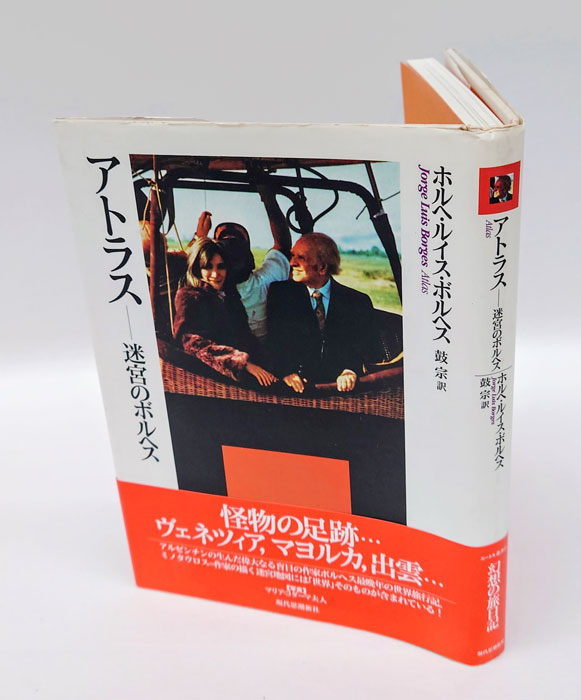 アトラス──迷宮のボルヘス
ホルヘ・ルイス・ボルヘス 鼓 宗 訳
Jorge Luis Borges Atlas
怪物の足跡…
ヴェネツィア, マヨルカ, 出雲…
アルゼンチンの生んだ偉大なる盲目の作家ボルヘス最晩年の世界旅行記。
ミノタウロス=作家の描く迷宮地図には「世界」そのものが含まれている!
マリア・コダーマ夫人
現代思潮新社
アトラス──迷宮のボルヘス
Atlas
ホルヘ・ルイス・ボルヘス
Jorge Luis Borges
鼓 宗 訳
幻想の旅日記